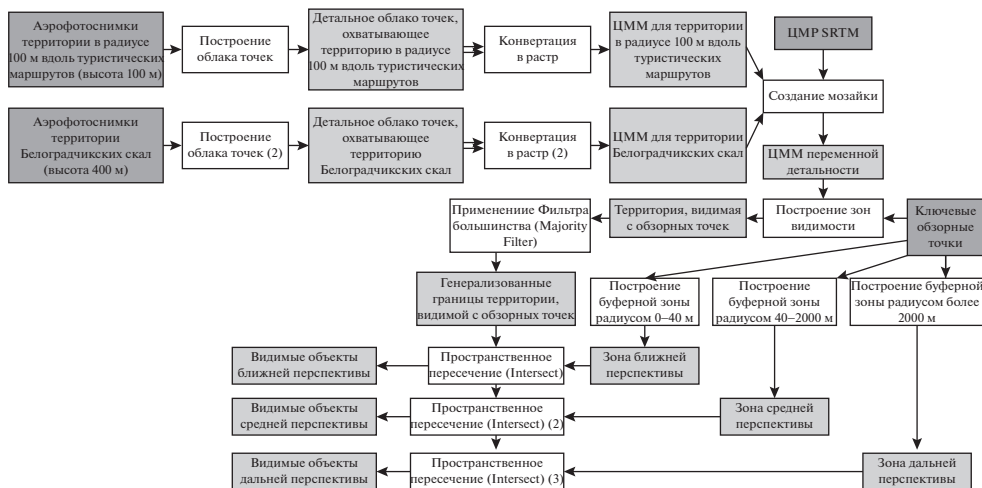 Аэрофотоснимки
территории в радиусе
100 м вдоль туристических
маршрутов (высота 100 м)
Построение
облака точек
Детальное облако точек,
охватывающее
территорию в радиусе
100 м вдоль туристических
маршрутов
Конвертация
в растр
ЦММ для территории
в радиусе 100 м вдоль
туристических
маршрутов
ЦМР SRTM
Создание мозайки
Аэрофотоснимки
территории
Белоградчикских скал
(высота 400 м)
Построение
облака точек (2)
Детальное облако точек,
охватывающее
территорию
Белоградчикских скал
Конвертация
в растр (2)
ЦММ для территории
Белоградчикских скал
ЦММ переменной
детальности
Применениие Фильтра
большинства (Majority
Filter)
Территория, видимая
с обзорных точек
Построение зон
видимости
Ключевые
обзорные
точки
Генерализованные
границы территории,
видимой с обзорных точек
Построение
буферной зоны
радиусом 0–40 м
Построение
буферной зоны
радиусом 40–2000 м
Построение буферной
зоны радиусом более
2000 м
Видимые объекты
ближней перспективы
Пространственное
пересечение (Intersect)
Зона ближней
перспективы
Видимые объекты
средней перспективы
Пространственное
пересечение (Intersect) (2)
Зона средней
перспективы
Видимые объекты
дальней перспективы
Пространственное
пересечение (Intersect) (3)
Зона дальней
перспективы